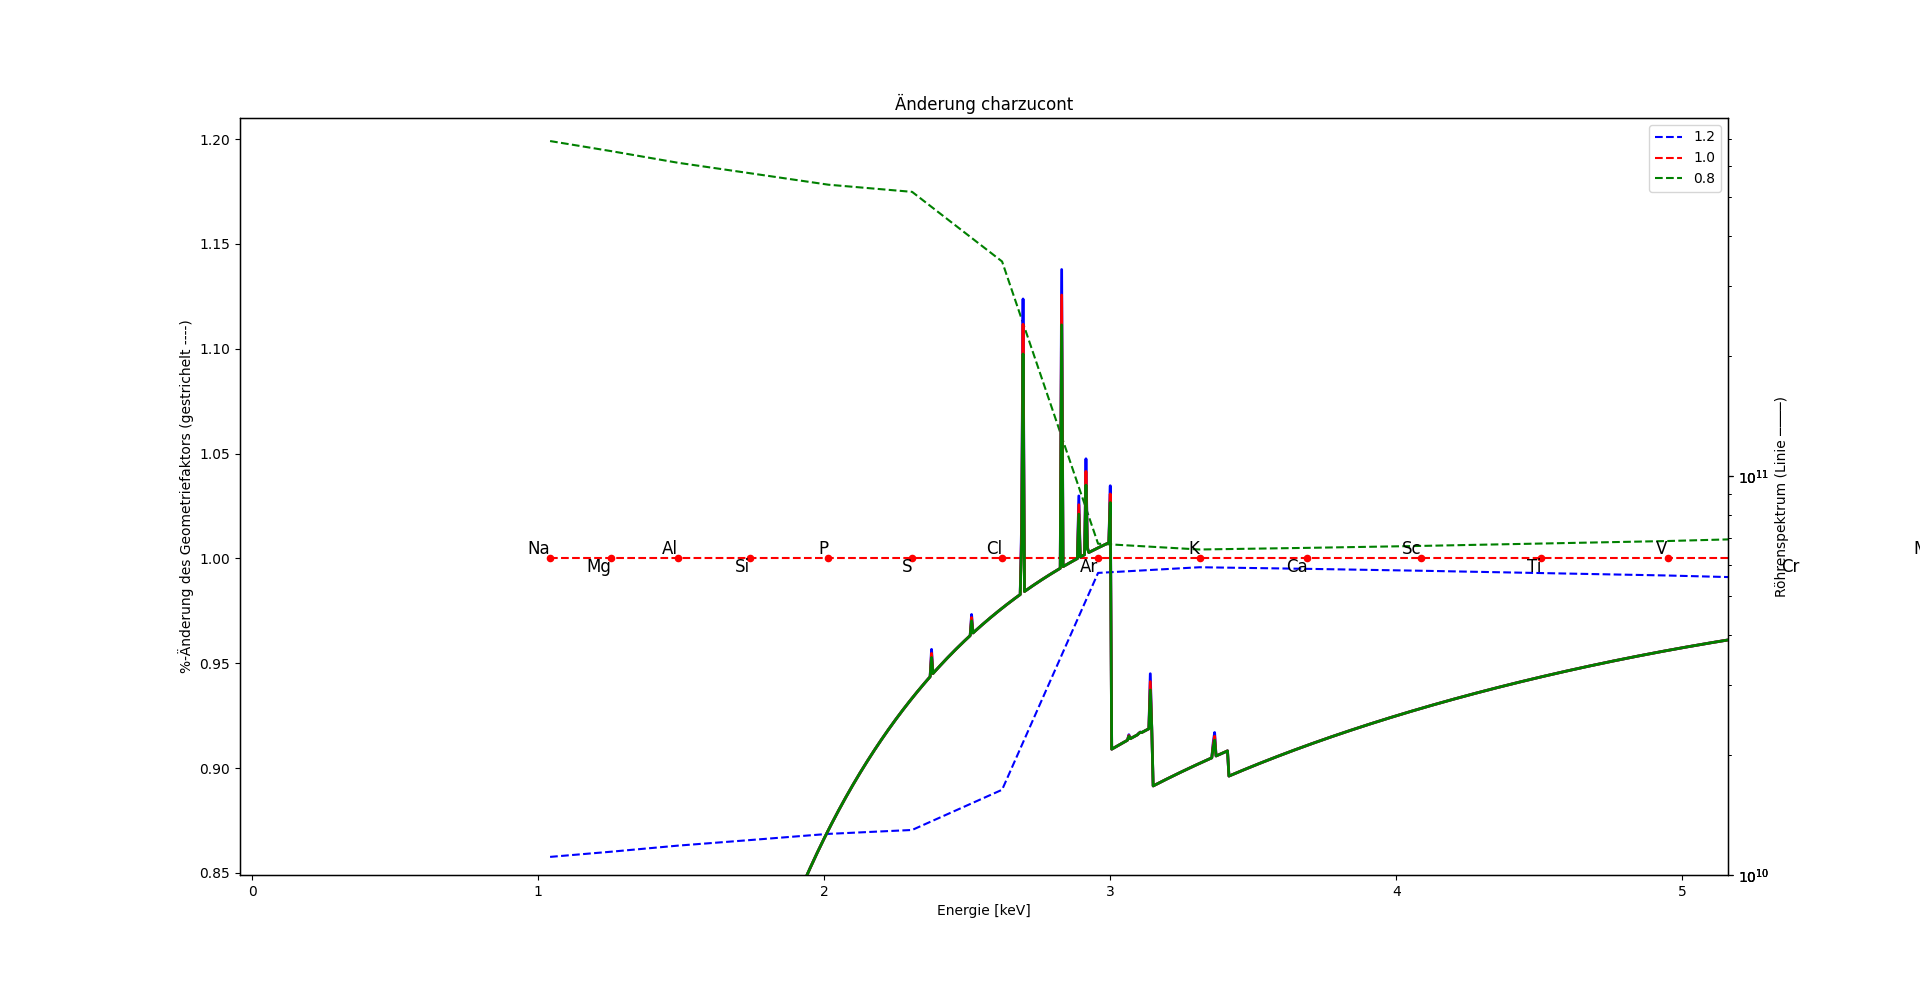 Änderung charzucont
1.20
1.15
1.10
1.05
1.00
0.95
0.90
0.85
%-Änderung des Geometriefaktors (gestrichelt ----)
1.2
1.0
0.8
Na
Mg
Al
Si
P
S
Cl
Ar
K
Ca
Sc
Ti
V
Cr
10¹¹
10¹⁰
Röhrenspektrum (Linie ——)
0 1 2 3 4 5
Energie [keV]